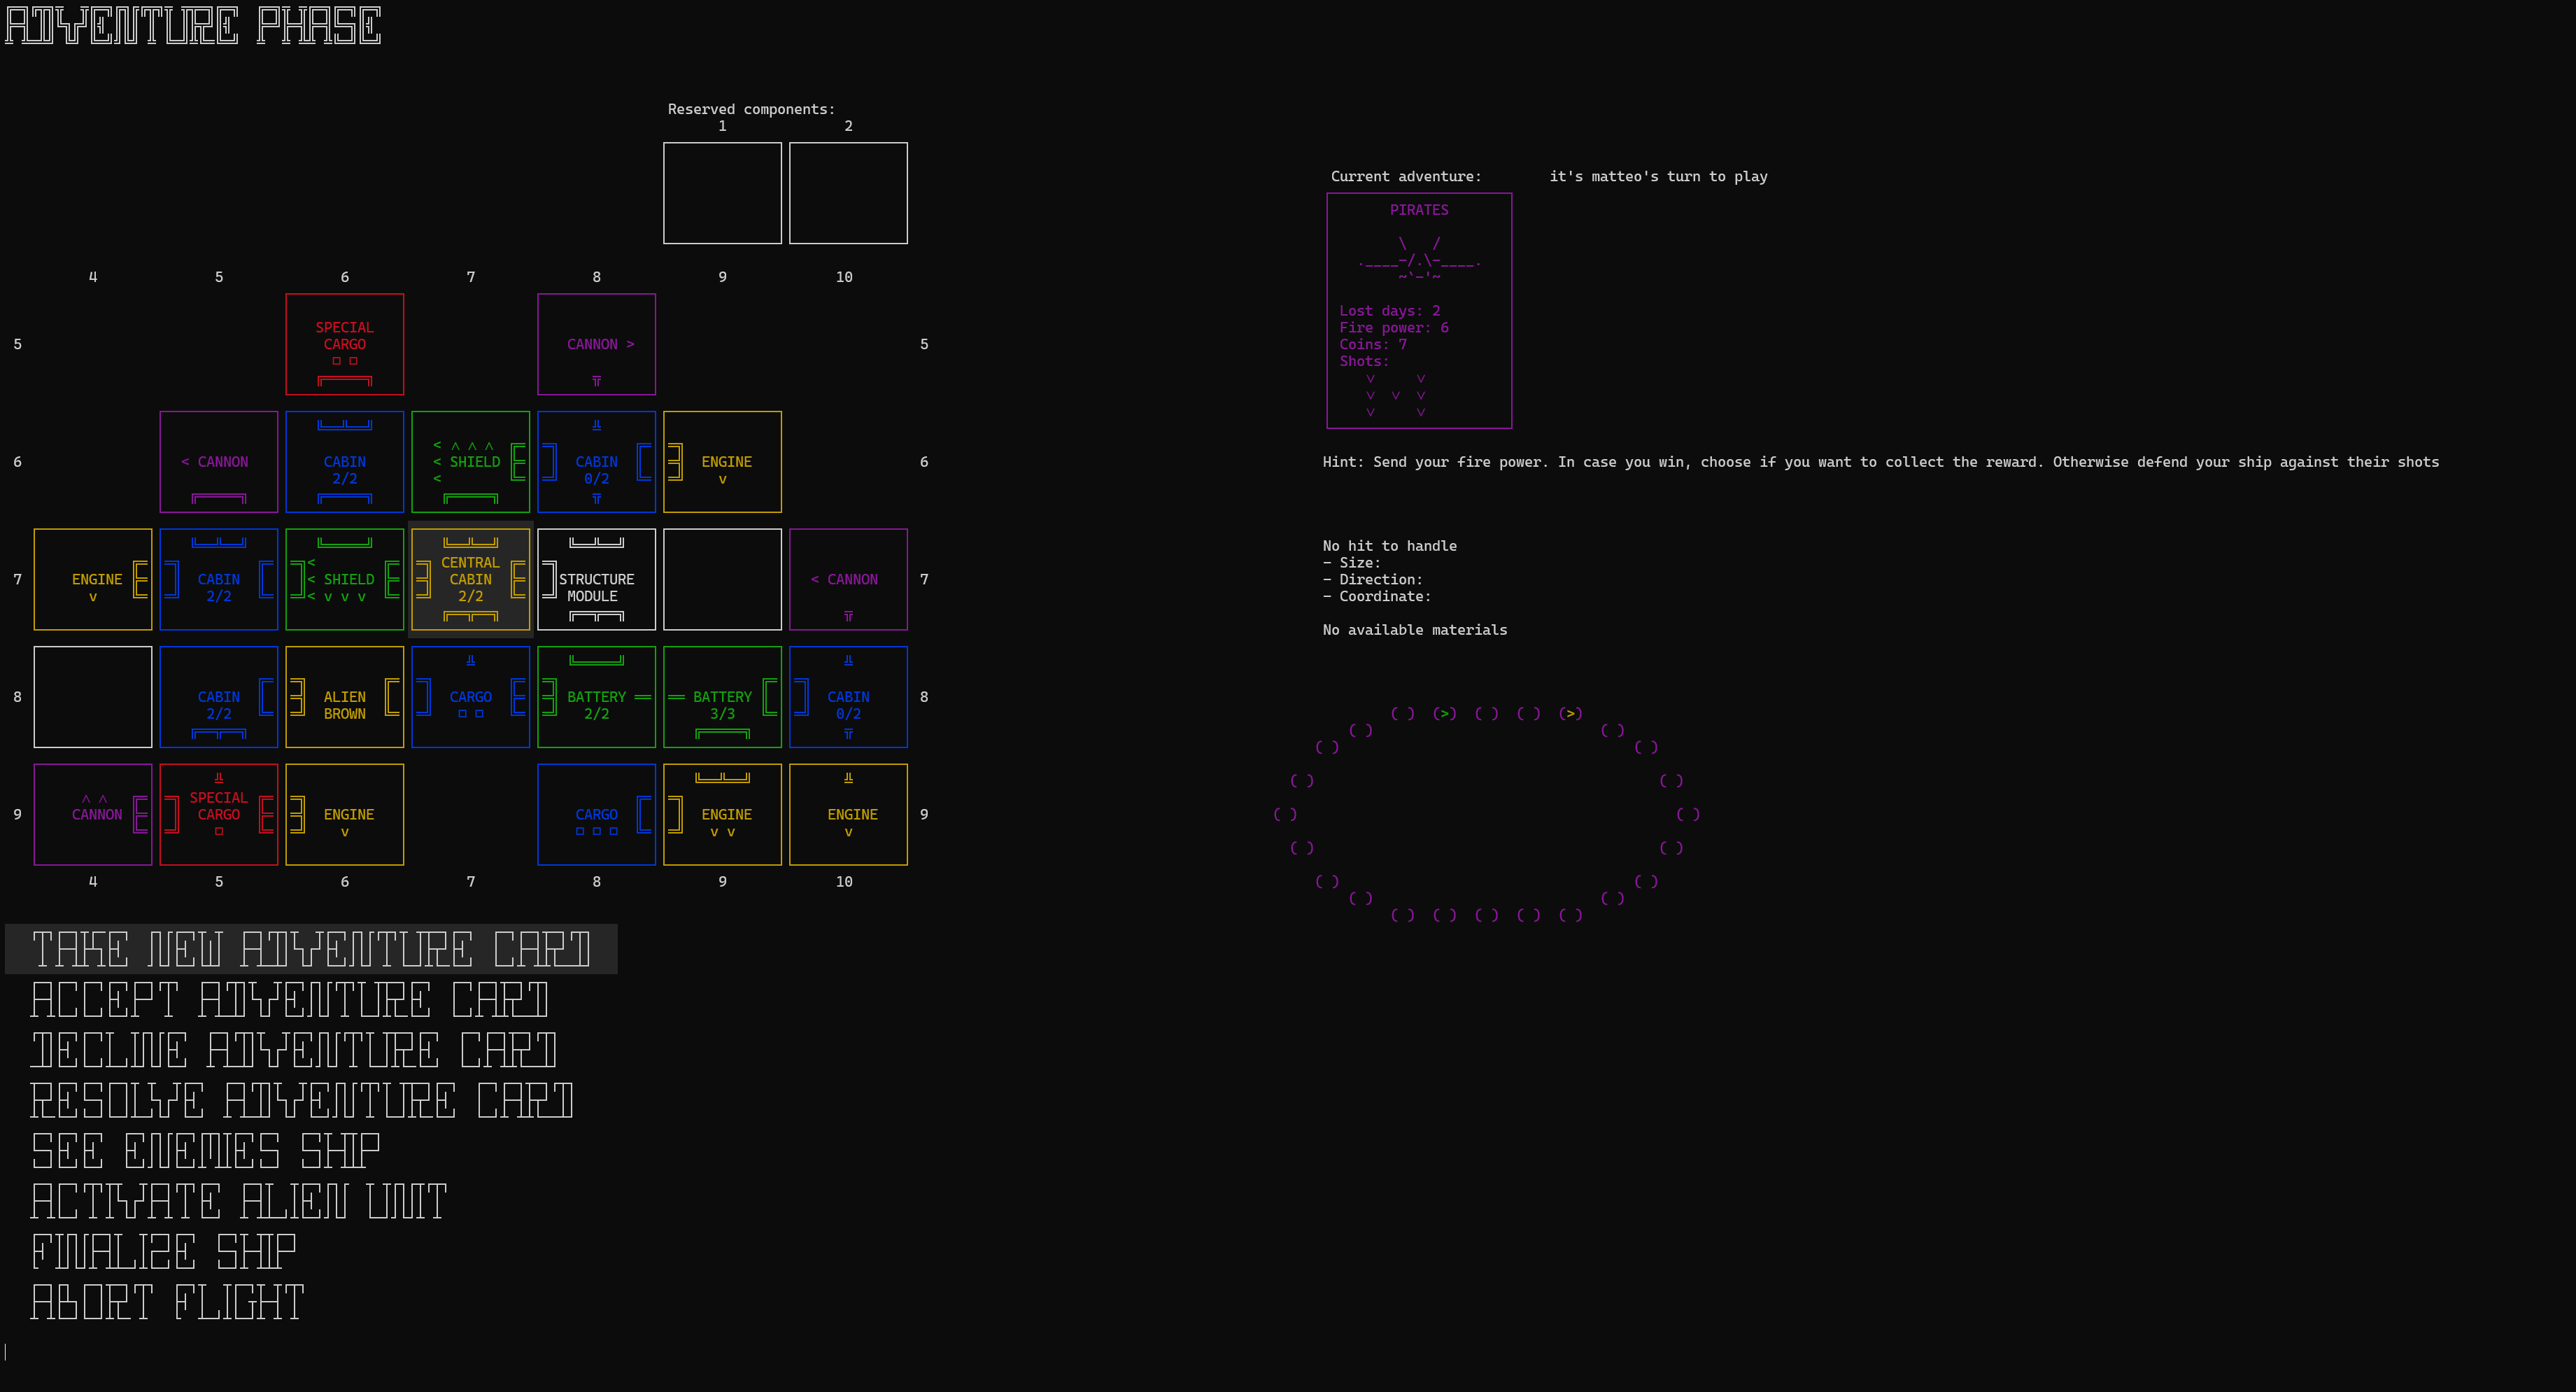 ADVENTURE PHASE
Reserved components:
1 2
Current adventure: it's matteo's turn to play
PIRATES
\ /
.____-/.\-____.
~`-'~
Lost days: 2
Fire power: 6
Coins: 7
Shots:
v v
v v v
v v
Hint: Send your fire power. In case you win, choose if you want to collect the reward. Otherwise defend your ship against their shots
No hit to handle
- Size:
- Direction:
- Coordinate:
No available materials
4 5 6 7 8 9 10
5 SPECIAL CARGO CANNON > 5
6 < CANNON CABIN 2/2 < ^ ^ ^ < SHIELD < CABIN 0/2 ENGINE v 6
7 ENGINE v CABIN 2/2 < < SHIELD < v v v CENTRAL CABIN 2/2 STRUCTURE MODULE < CANNON 7
8 CABIN 2/2 ALIEN BROWN CARGO BATTERY 2/2 BATTERY 3/3 CABIN 0/2 8
9 ^ ^ CANNON SPECIAL CARGO ENGINE v CARGO ENGINE v v ENGINE v 9
4 5 6 7 8 9 10
( ) (>) ( ) ( ) (>)
( ) ( )
( ) ( )
( ) ( )
( ) ( )
( ) ( )
( ) ( )
( ) ( )
( ) ( ) ( ) ( ) ( )
TAKE NEW ADVENTURE CARD
ACCEPT ADVENTURE CARD
DECLINE ADVENTURE CARD
RESOLVE ADVENTURE CARD
SEE ENEMIES SHIP
ACTIVATE ALIEN UNIT
FINALIZE SHIP
ABORT FLIGHT